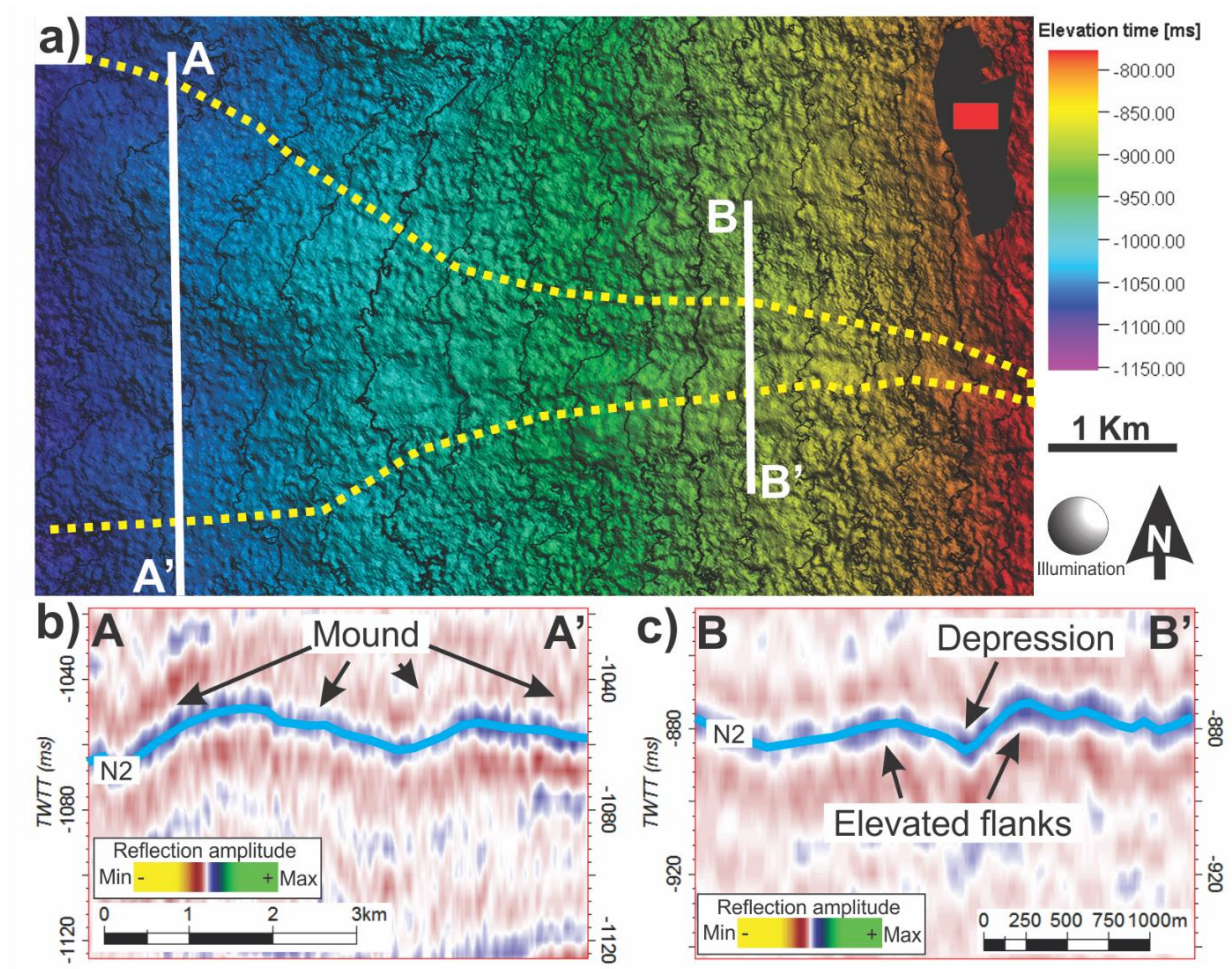 a)
A
A'
B
B'
Elevation time [ms]
-800.00
-850.00
-900.00
-950.00
-1000.00
-1050.00
-1100.00
-1150.00
1 Km
Illumination
N
b)
A
A'
Mound
-1040
-1080
-1120
TWTT (ms)
N2
-1040
-1080
-1120
Reflection amplitude
Min - + Max
0 1 2 3km
c)
B
B'
Depression
-880
-920
TWTT (ms)
N2
-880
-920
Elevated flanks
Reflection amplitude
Min - + Max
0 250 500 750 1000m